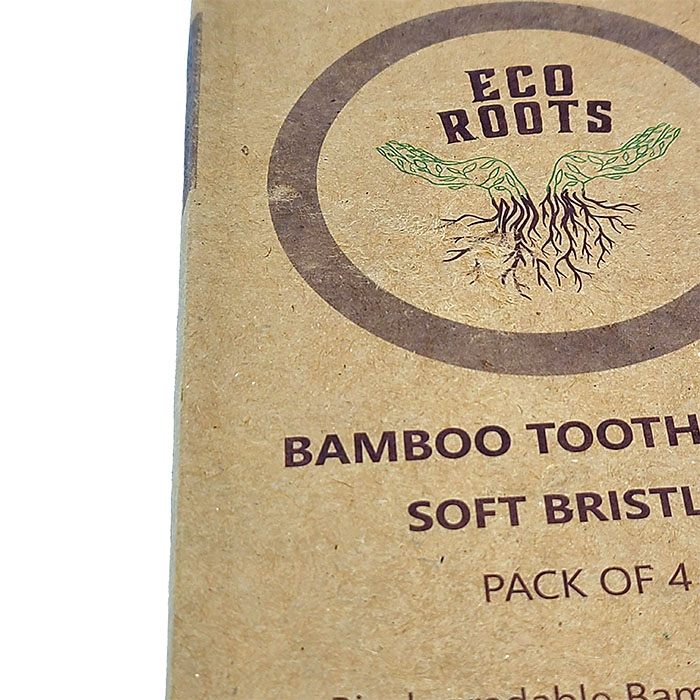 ECO
ROOTS
BAMBOO TOOTH
SOFT BRISTL
PACK OF 4